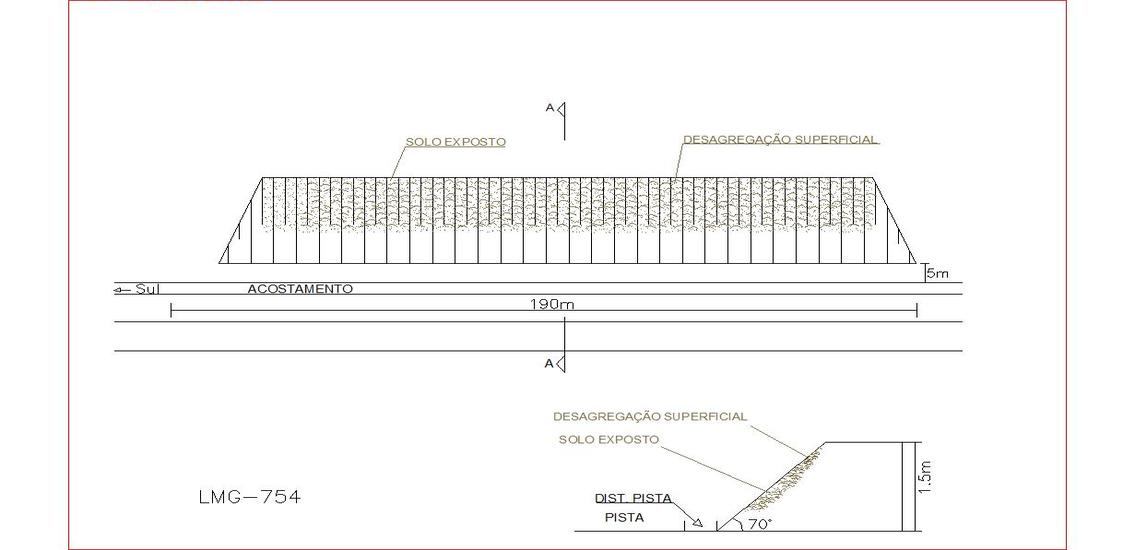 A
SOLO EXPOSTO
DESAGREGAÇÃO SUPERFICIAL
5m
Sul
ACOSTAMENTO
190m
A
DESAGREGAÇÃO SUPERFICIAL
SOLO EXPOSTO
1.5m
LMG-754
DIST. PISTA
PISTA
70°